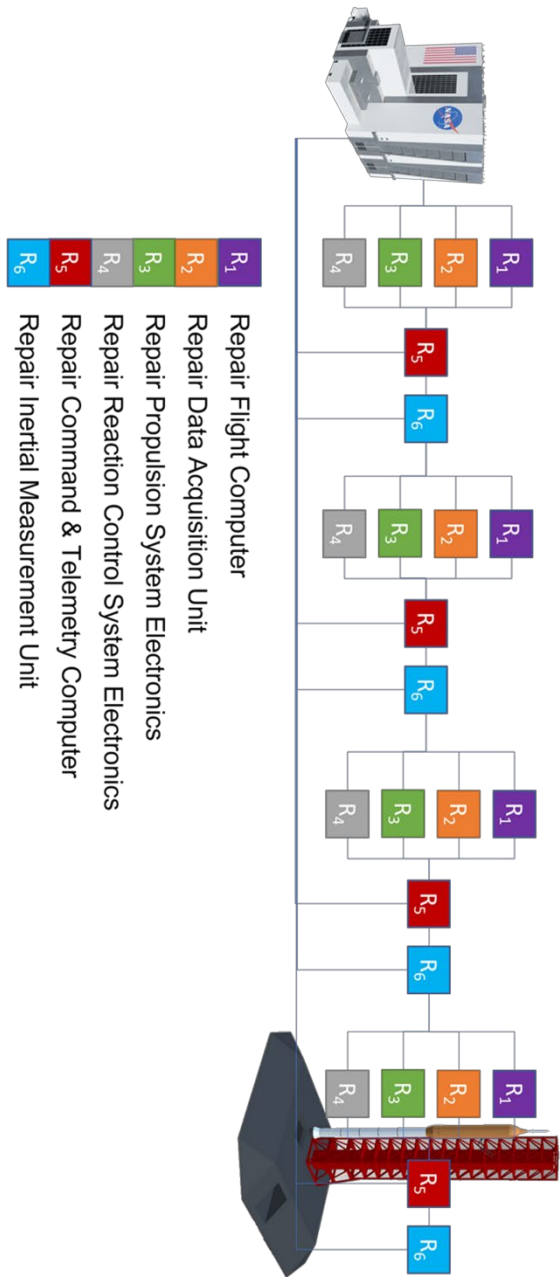 NASA
R1
R2
R3
R4
R5
R6
R1
R2
R3
R4
R5
R6
R1
R2
R3
R4
R5
R6
R1
R2
R3
R4
R5
R6
R1 Repair Flight Computer
R2 Repair Data Acquisition Unit
R3 Repair Propulsion System Electronics
R4 Repair Reaction Control System Electronics
R5 Repair Command & Telemetry Computer
R6 Repair Inertial Measurement Unit